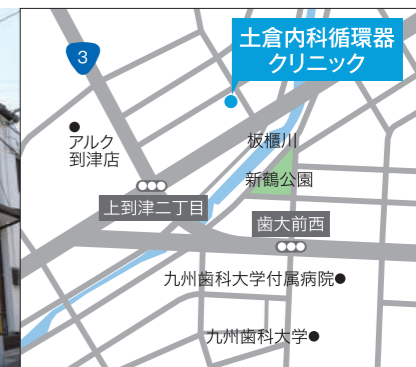 土倉内科循環器
クリニック
3
アルク
到津店
板櫃川
新鶴公園
上到津二丁目
歯大前西
九州歯科大学付属病院
九州歯科大学